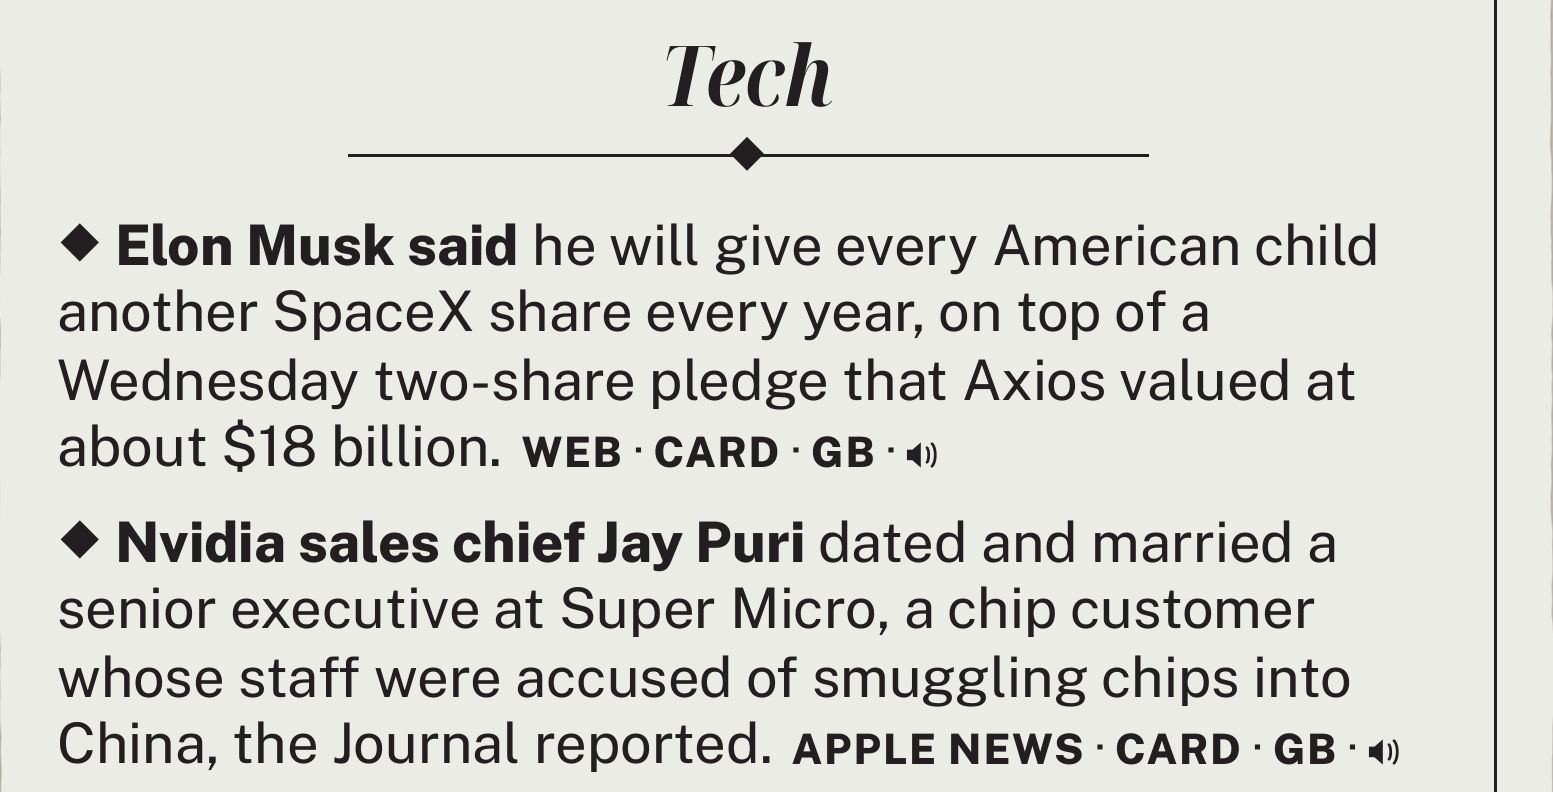 Tech
◆ Elon Musk said he will give every American child
another SpaceX share every year, on top of a
Wednesday two-share pledge that Axios valued at
about $18 billion. WEB · CARD · GB · 🔊
◆ Nvidia sales chief Jay Puri dated and married a
senior executive at Super Micro, a chip customer
whose staff were accused of smuggling chips into
China, the Journal reported. APPLE NEWS · CARD · GB · 🔊